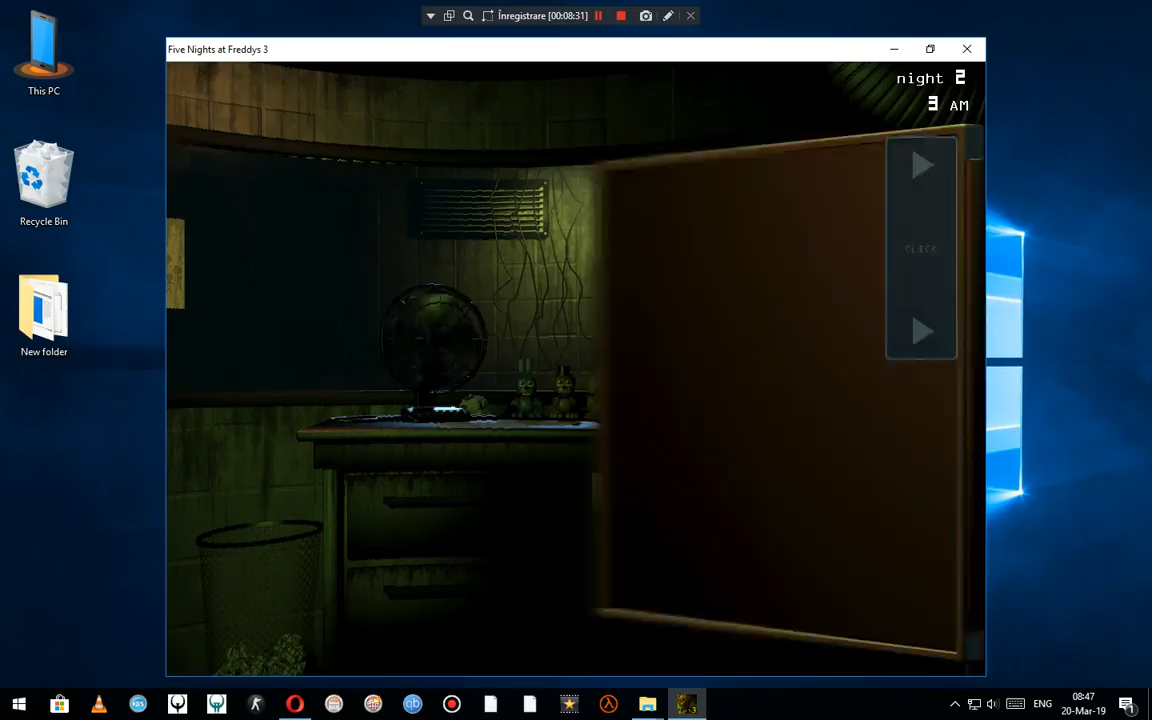 Înregistrare [00:08:31]
This PC
Recycle Bin
New folder
Five Nights at Freddys 3
night 2
3 AM
ENG
08:47
20-Mar-19